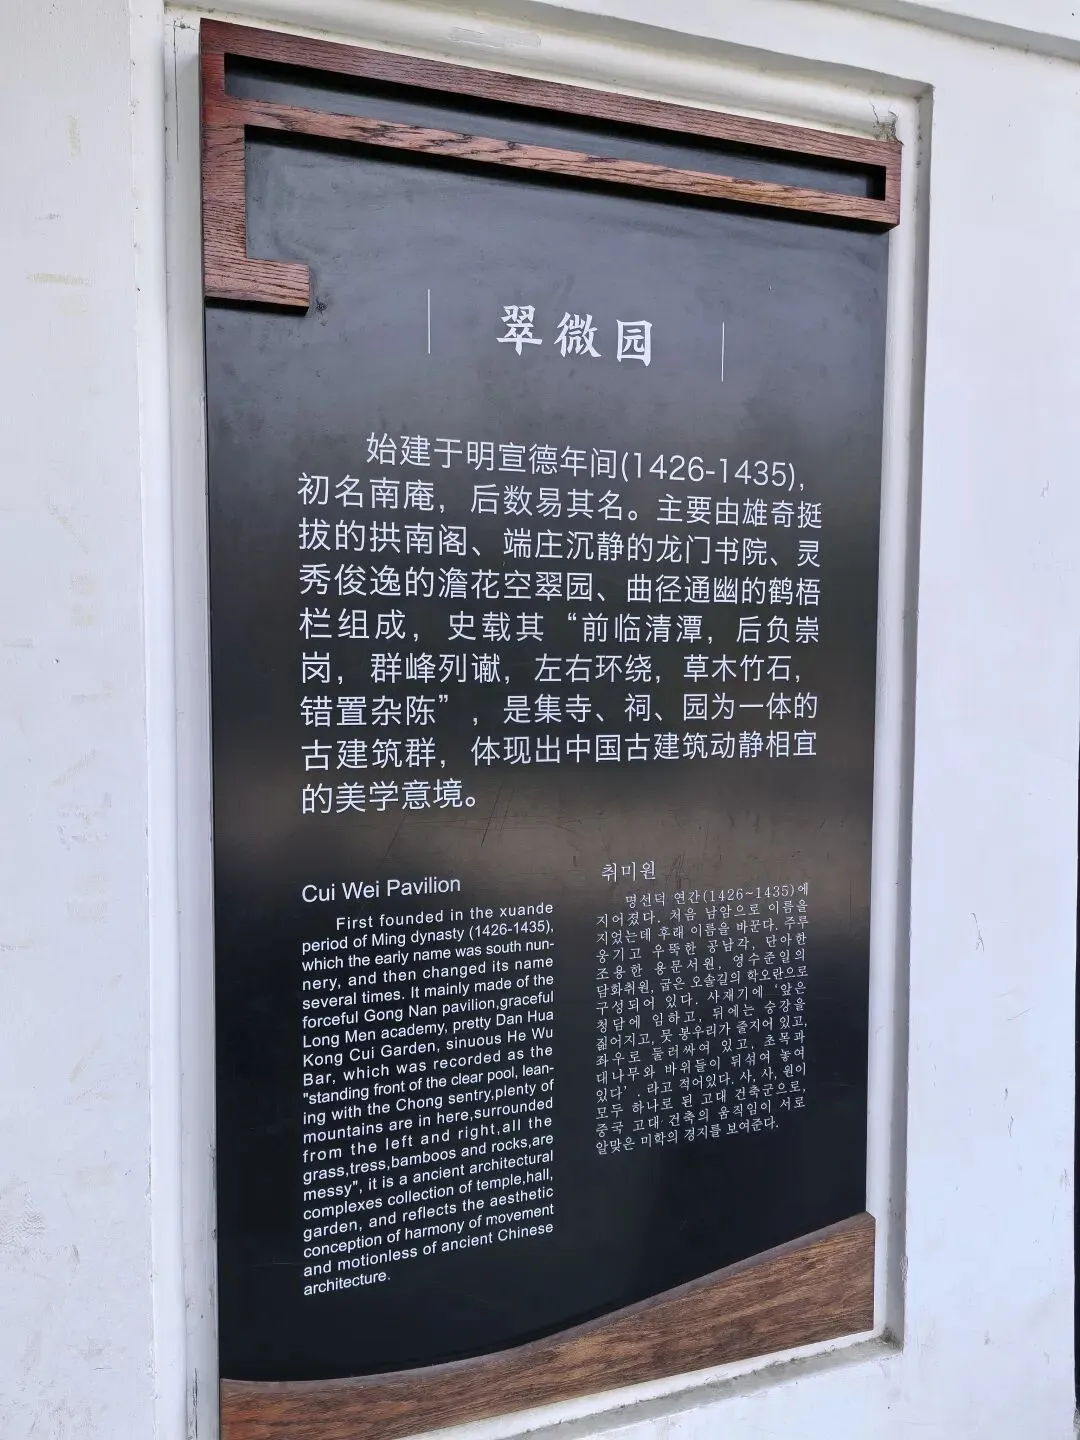 翠微园
始建于明宣德年间(1426-1435),
初名南庵，后数易其名。主要由雄奇挺
拔的拱南阁、端庄沉静的龙门书院、灵
秀俊逸的澹花空翠园、曲径通幽的鹤梧
栏组成，史载其“前临清潭，后负崇
岗，群峰列𪩘，左右环绕，草木竹石，
错置杂陈”，是集寺、祠、园为一体的
古建筑群，体现出中国古建筑动静相宜
的美学意境。
Cui Wei Pavilion
First founded in the xuande
period of Ming dynasty (1426-1435),
which the early name was south nun-
nery, and then changed its name
several times. It mainly made of the
forceful Gong Nan pavilion,graceful
Long Men academy, pretty Dan Hua
Kong Cui Garden, sinuous He Wu
Bar, which was recorded as the
"standing front of the clear pool, lean-
ing with the Chong sentry,plenty of
mountains are in here,surrounded
from the left and right,all the
grass,tress,bamboos and rocks,are
messy", it is a ancient architectural
complexes collection of temple,hall,
garden, and reflects the aesthetic
conception of harmony of movement
and motionless of ancient Chinese
architecture.
취미원
명선덕 연간(1426~1435)에
지어졌다. 처음 남암으로 이름을
지었는데 후래 이름을 바꾼다. 주루
웅기고 우뚝한 공남각, 단아한
조용한 용문서원, 영수준일의
담화취원, 굽은 오솔길의 학오란으로
구성되어 있다. 사재기에 ‘앞은
청담에 임하고, 뒤에는 숭강을
짊어지고, 뭇 봉우리가 줄지어 있고,
좌우로 둘러싸여 있고, 초목과
대나무와 바위들이 뒤섞여 놓여
있다’. 라고 적어있다. 사, 사, 원이
모두 하나로 된 고대 건축군으로,
중국 고대 건축의 움직임이 서로
알맞은 미학의 경지를 보여준다.